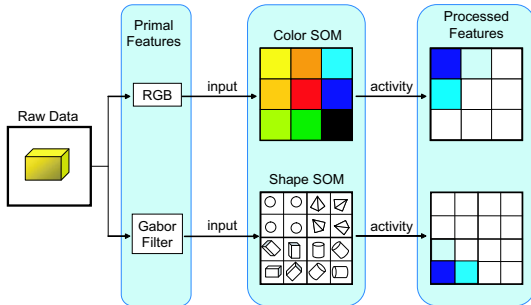 Primal
Features
Color SOM
Processed
Features
Raw Data
RGB
input
activity
Shape SOM
Gabor
Filter
input
activity